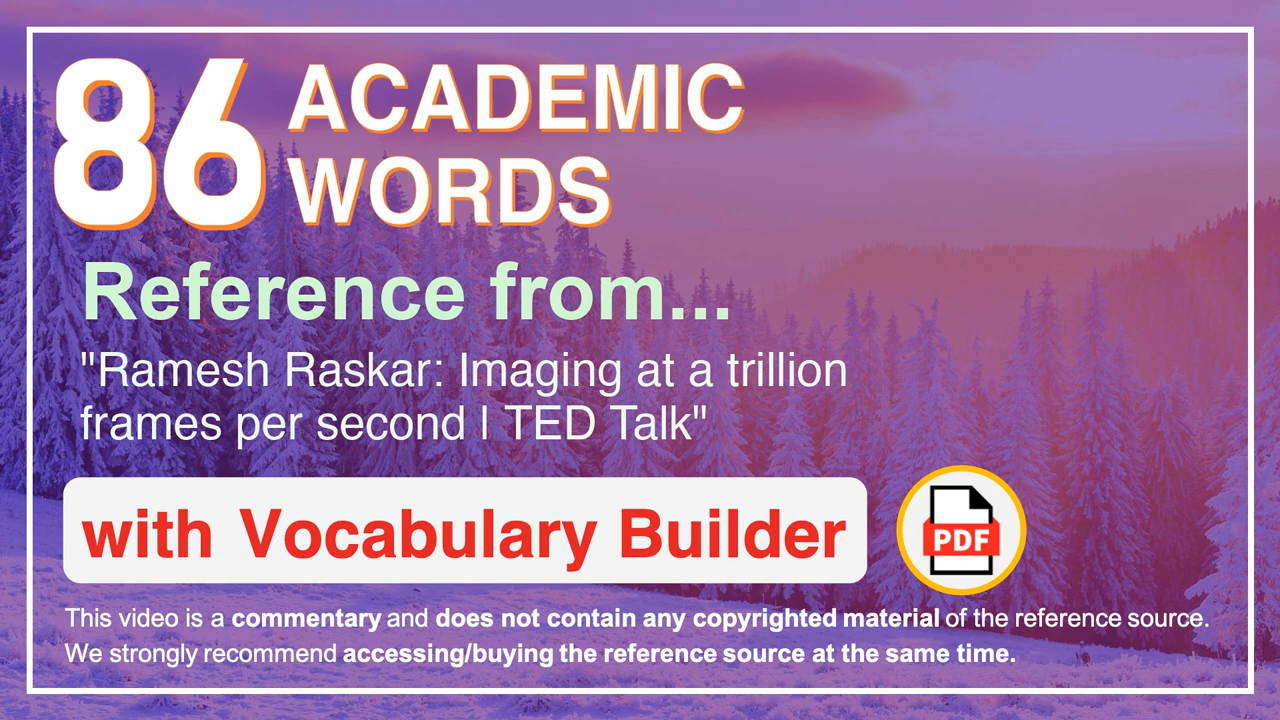 86 ACADEMIC
WORDS
Reference from...
"Ramesh Raskar: Imaging at a trillion
frames per second | TED Talk"
with Vocabulary Builder
PDF
This video is a commentary and does not contain any copyrighted material of the reference source.
We strongly recommend accessing/buying the reference source at the same time.